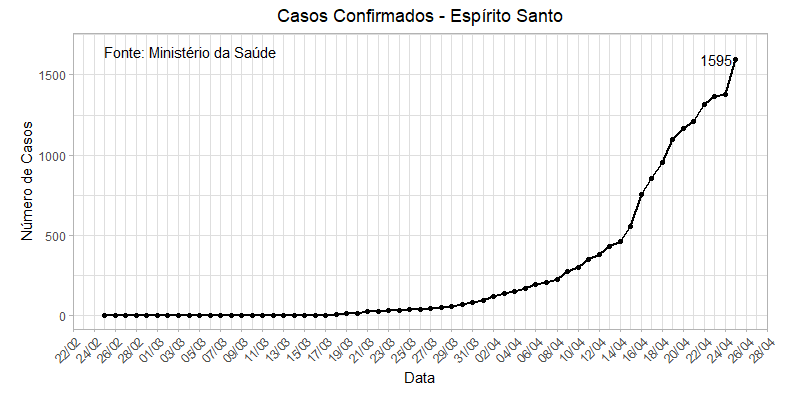 Casos Confirmados - Espírito Santo
Fonte: Ministério da Saúde
1595
1500
1000
500
0
Número de Casos
22/02 24/02 26/02 28/02 01/03 03/03 05/03 07/03 09/03 11/03 13/03 15/03 17/03 19/03 21/03 23/03 25/03 27/03 29/03 31/03 02/04 04/04 06/04 08/04 10/04 12/04 14/04 16/04 18/04 20/04 22/04 24/04 26/04 28/04
Data